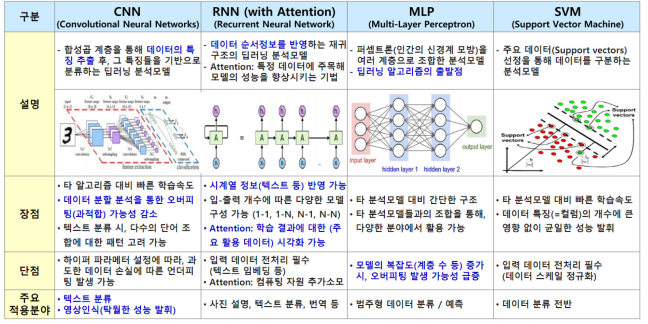 구분
CNN
(Convolutional Neural Networks)
RNN (with Attention)
(Recurrent Neural Network)
MLP
(Multi-Layer Perceptron)
SVM
(Support Vector Machine)
설명
- 합성곱 계층을 통해 데이터의 특
징 추출 후, 그 특징들을 기반으로
분류하는 딥러닝 분석모델
- 데이터 순서정보를 반영하는 재귀
구조의 딥러닝 분석모델
- Attention: 특정 데이터에 주목해
모델의 성능을 향상시키는 기법
- 퍼셉트론(인간의 신경계 모방)을
여러 계층으로 조합한 분석모델
- 딥러닝 알고리즘의 출발점
- 주요 데이터(Support vectors)
선정을 통해 데이터를 구분하는
분석모델
3
A
=
A
A
A
A
input layer
hidden layer 1
hidden layer 2
output layer
Support
vectors
Support
vectors
장점
- 타 알고리즘 대비 빠른 학습속도
- 데이터 분할 분석을 통한 오버피
팅(과적합) 가능성 감소
- 텍스트 분류 시, 다수의 단어 조
합에 대한 패턴 고려 가능
- 시계열 정보(텍스트 등) 반영 가능
- 입-출력 개수에 따른 다양한 모델
구성 가능 (1-1, 1-N, N-1, N-N)
- Attention: 학습 결과에 대한 (주
요 활용 데이터) 시각화 가능
- 타 분석모델 대비 간단한 구조
- 타 분석모델들과의 조합을 통해,
다양한 분야에서 활용 가능
- 타 분석모델 대비 빠른 학습속도
- 데이터 특징(=컬럼)의 개수에 큰
영향 없이 균일한 성능 발휘
단점
- 하이퍼 파라메터 설정에 따라, 과
도한 데이터 손실에 따른 언더피
팅 발생 가능
- 입력 데이터 전처리 필수
(텍스트 임베딩 등)
- Attention: 컴퓨팅 자원 추가소모
- 모델의 복잡도(계층 수 등) 증가
시, 오버피팅 발생 가능성 급증
- 입력 데이터 전처리 필수
(데이터 스케일 정규화)
주요
적용분야
- 텍스트 분류
- 영상인식(탁월한 성능 발휘)
- 사진 설명, 텍스트 분류, 번역 등
- 범주형 데이터 분류 / 예측
- 데이터 분류 전반